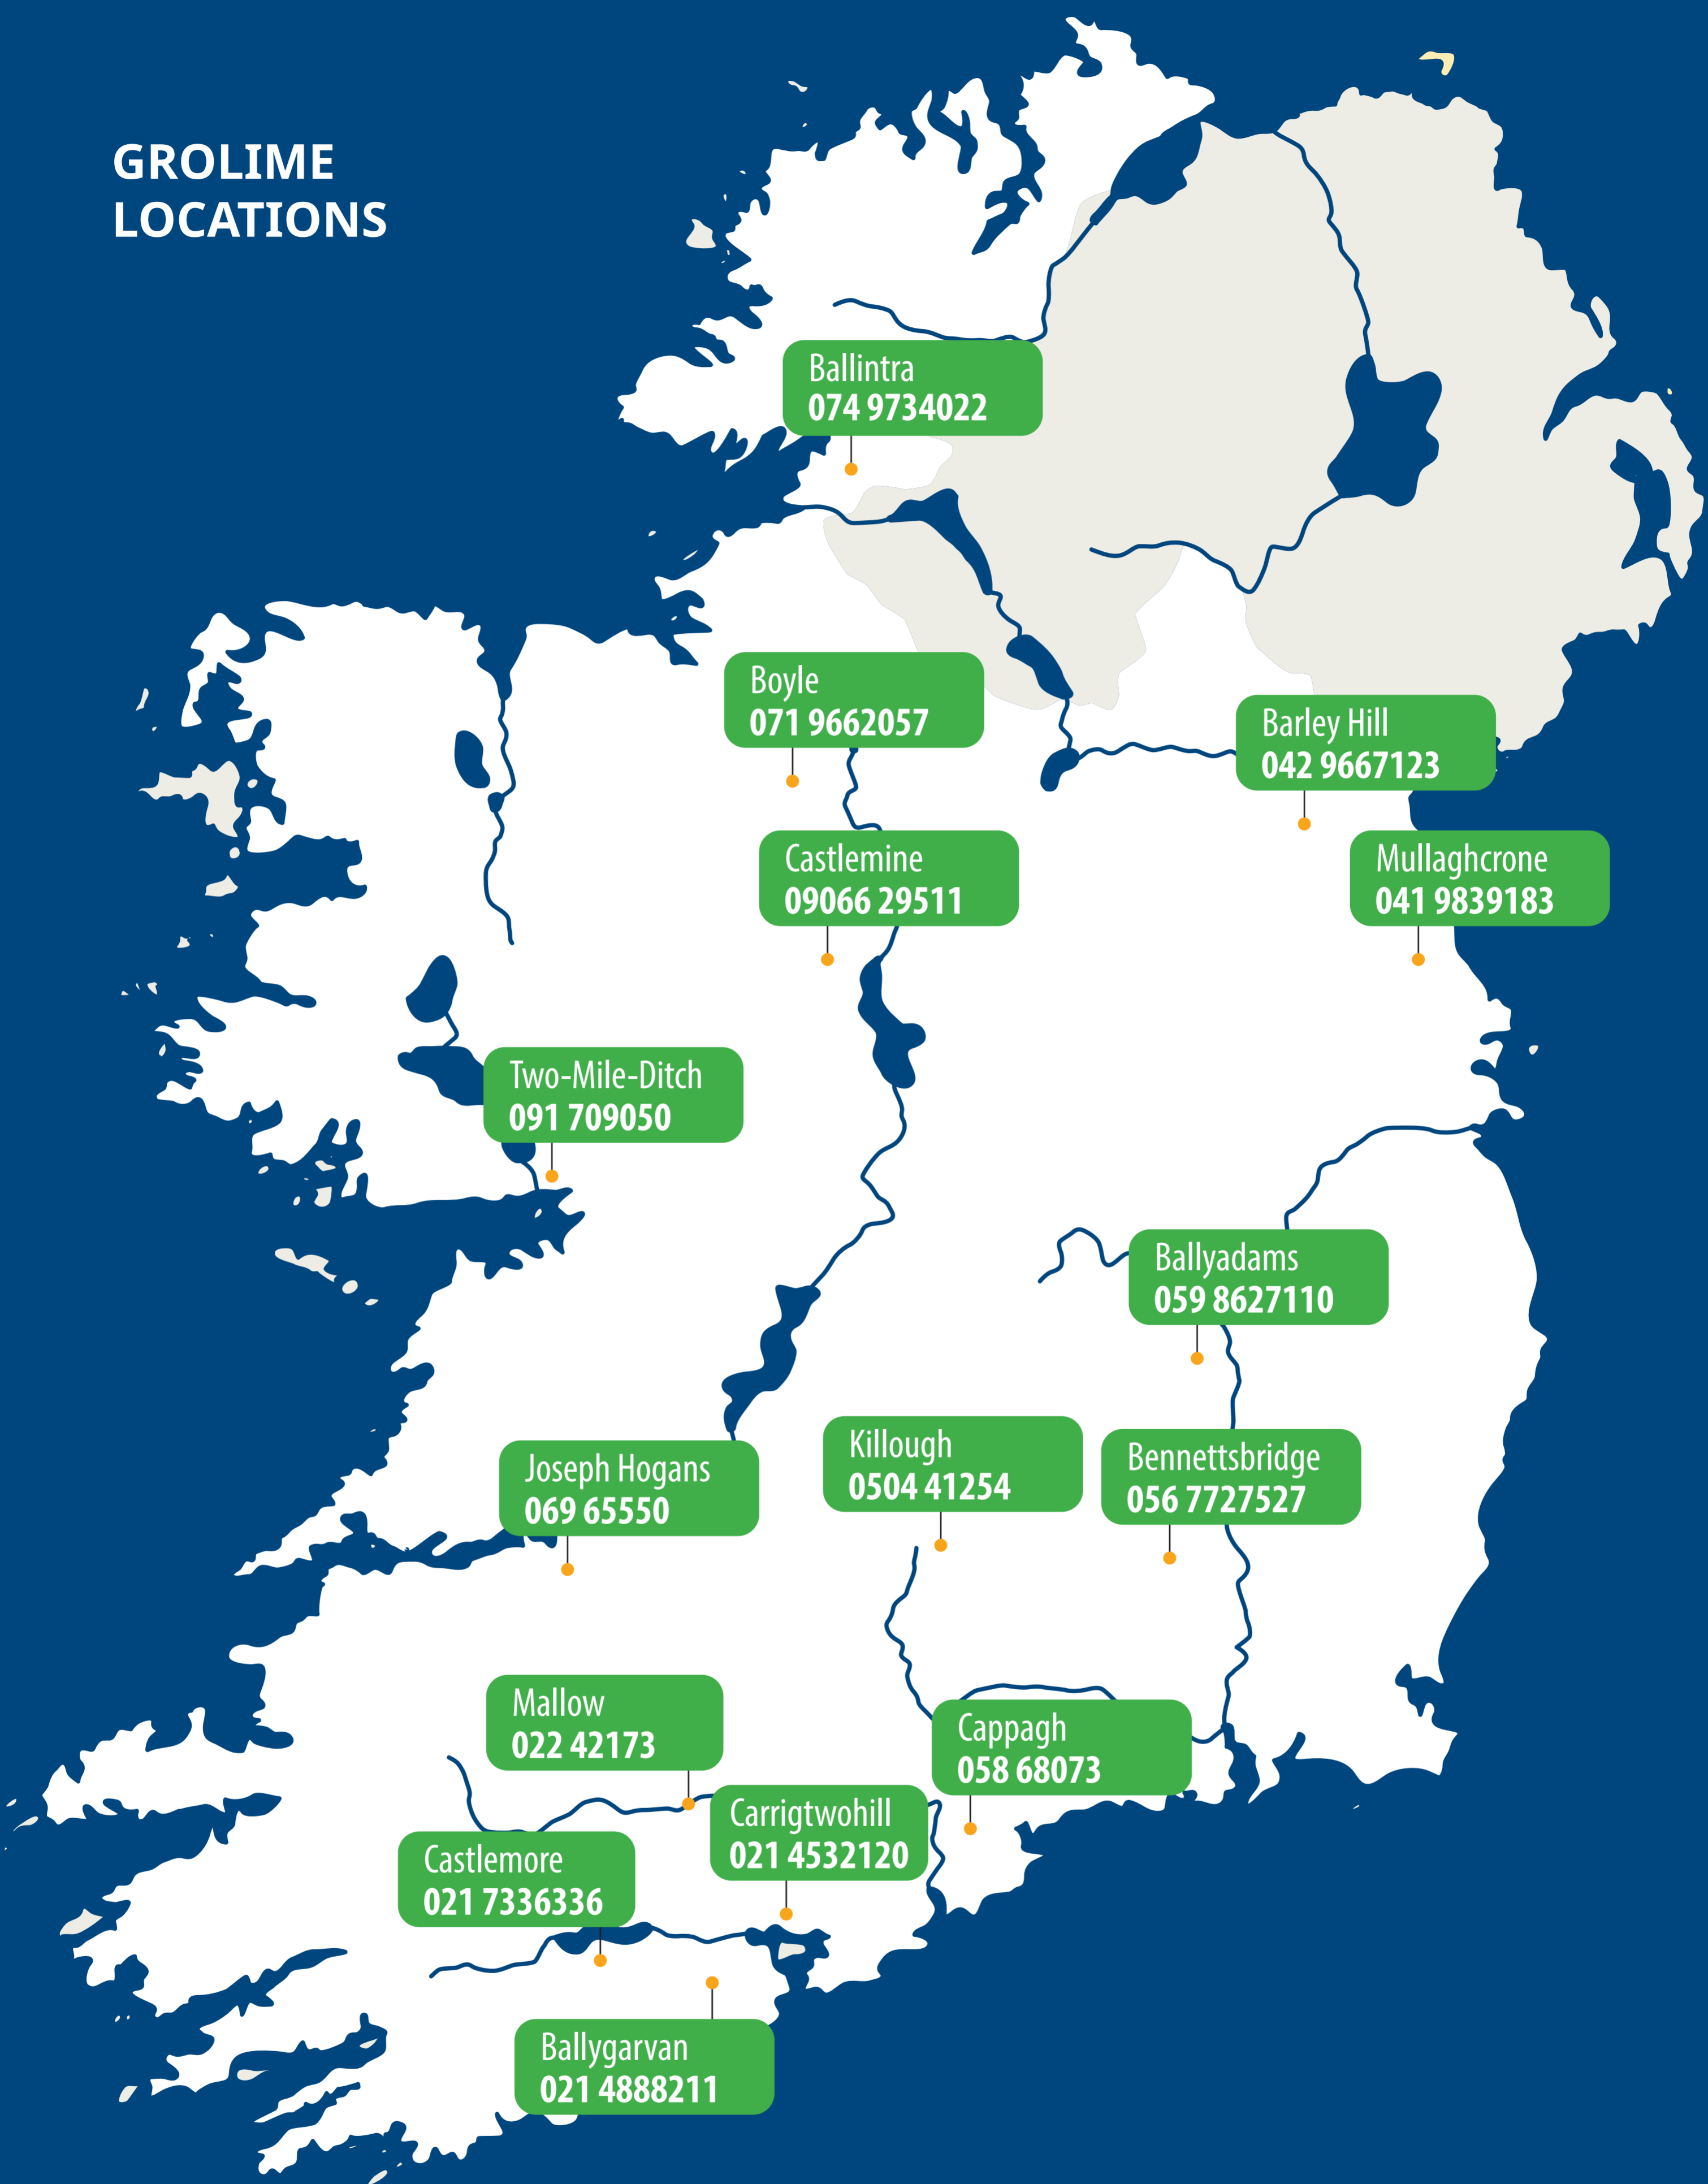 GROLIME
LOCATIONS
Ballintra
074 9734022
Boyle
071 9662057
Barley Hill
042 9667123
Castlemine
09066 29511
Mullaghcrone
041 9839183
Two-Mile-Ditch
091 709050
Ballyadams
059 8627110
Joseph Hogans
069 65550
Killough
0504 41254
Bennettsbridge
056 7727527
Mallow
022 42173
Cappagh
058 68073
Carrigtwohill
021 4532120
Castlemore
021 7336336
Ballygarvan
021 4888211